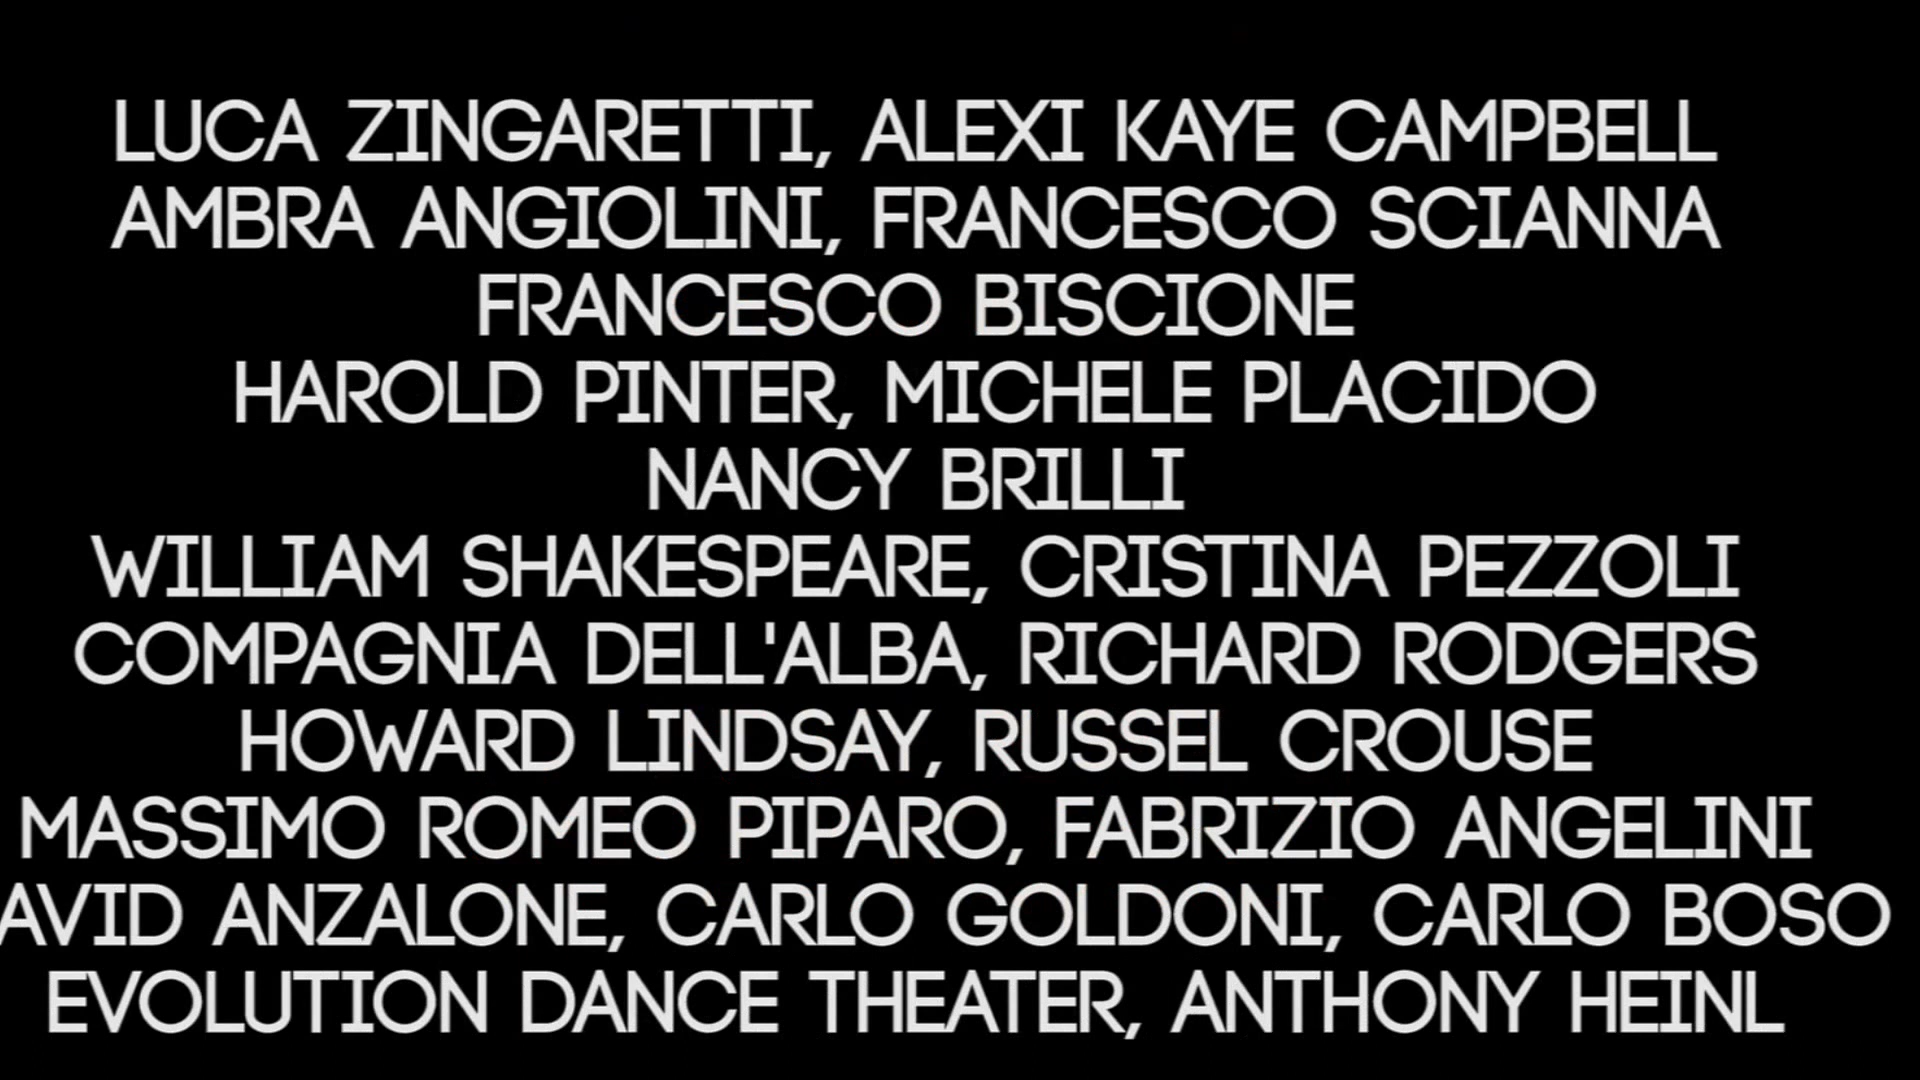 LUCA ZINGARETTI, ALEXI KAYE CAMPBELL
AMBRA ANGIOLINI, FRANCESCO SCIANNA
FRANCESCO BISCIONE
HAROLD PINTER, MICHELE PLACIDO
NANCY BRILLI
WILLIAM SHAKESPEARE, CRISTINA PEZZOLI
COMPAGNIA DELL'ALBA, RICHARD RODGERS
HOWARD LINDSAY, RUSSEL CROUSE
MASSIMO ROMEO PIPARO, FABRIZIO ANGELINI
AVID ANZALONE, CARLO GOLDONI, CARLO BOSO
EVOLUTION DANCE THEATER, ANTHONY HEINL